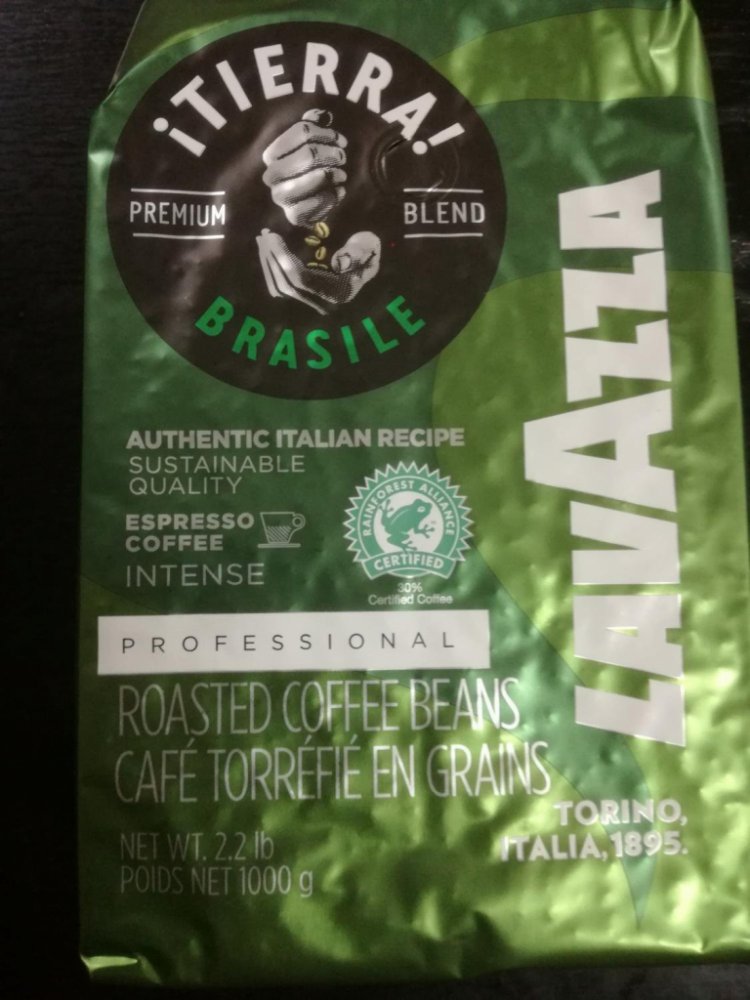 ¡TIERRA!
PREMIUM
BLEND
BRASILE
LAVAZZA
AUTHENTIC ITALIAN RECIPE
SUSTAINABLE
QUALITY
ESPRESSO
COFFEE
INTENSE
RAINFOREST ALLIANCE
CERTIFIED
30%
Certified Coffee
PROFESSIONAL
ROASTED COFFEE BEANS
CAFÉ TORRÉFIÉ EN GRAINS
TORINO,
ITALIA, 1895.
NET WT. 2.2 lb
POIDS NET 1000 g